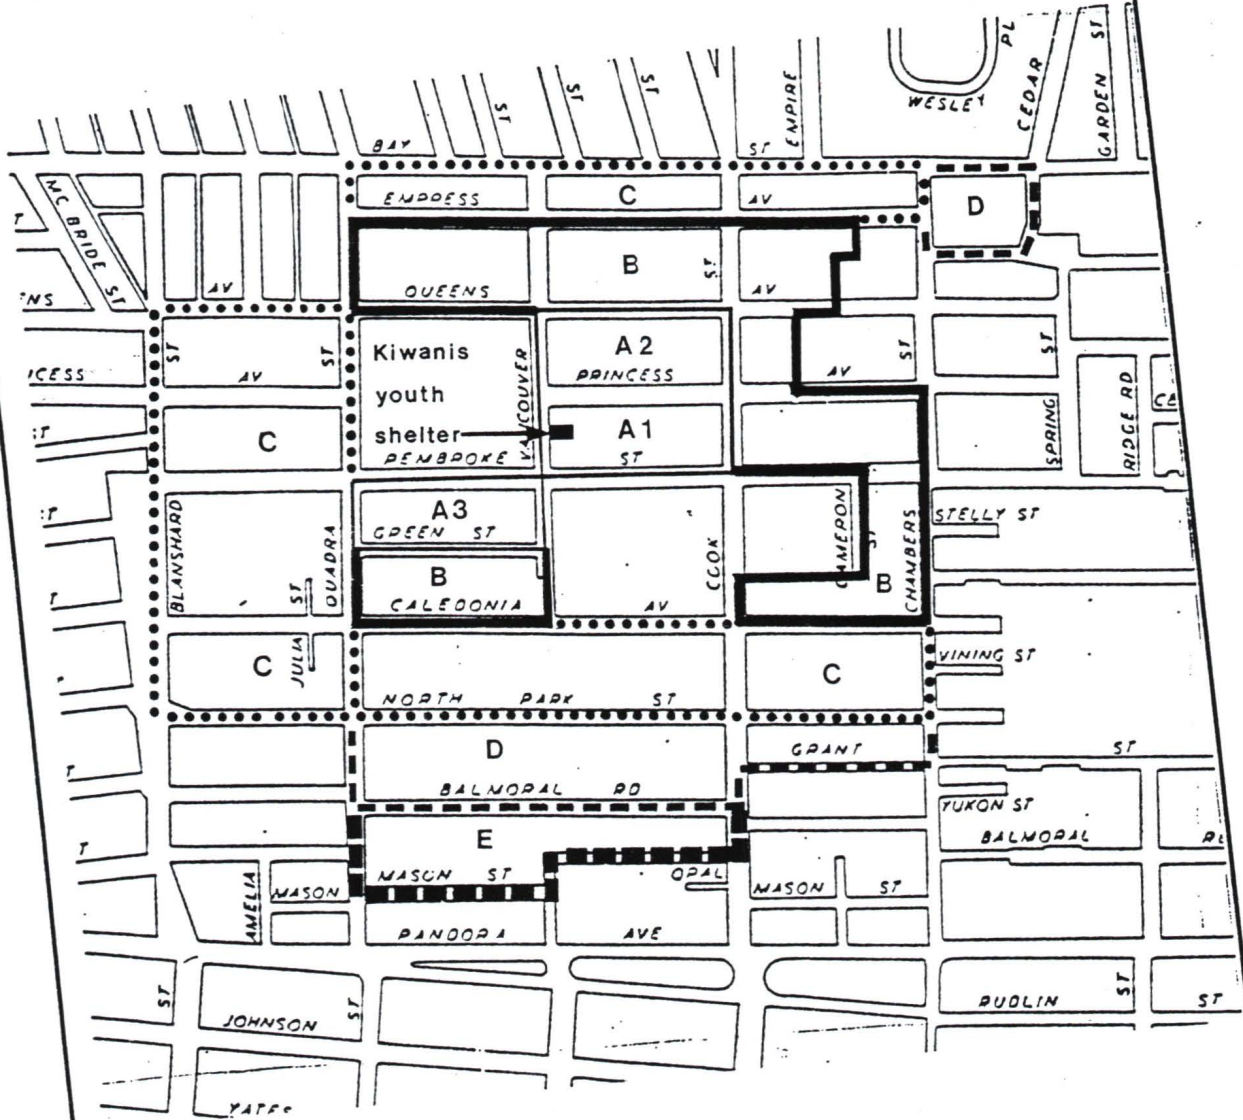 ST
ST
ST
EMPIRE
WESLEY
PL
CEDAR
GARDEN
ST
BAY
ST
MC BRIDE ST
EMPRESS
C
AV
D
B
ST
AV
QUEENS
AV
ST
ST
AV
Kiwanis
youth
shelter
VANCOUVER
A2
PRINCESS
AV
ST
ST
C
A1
PEMBROKE
ST
SPRING
RIDGE RD
BLANSHARD
ST
QUADRA
A3
GREEN ST
B
CALEDONIA
AV
COOK
CAMERON
ST
B
CHAMBERS
STELLY ST
C
JULIA
NORTH PARK ST
C
VINING ST
D
BALMORAL RD
GRANT
ST
YUKON ST
BALMORAL
E
MASON ST
OPAL
AMELIA
MASON
MASON ST
PANDORA AVE
ST
JOHNSON
ST
RUDLIN
ST
ST
YATES